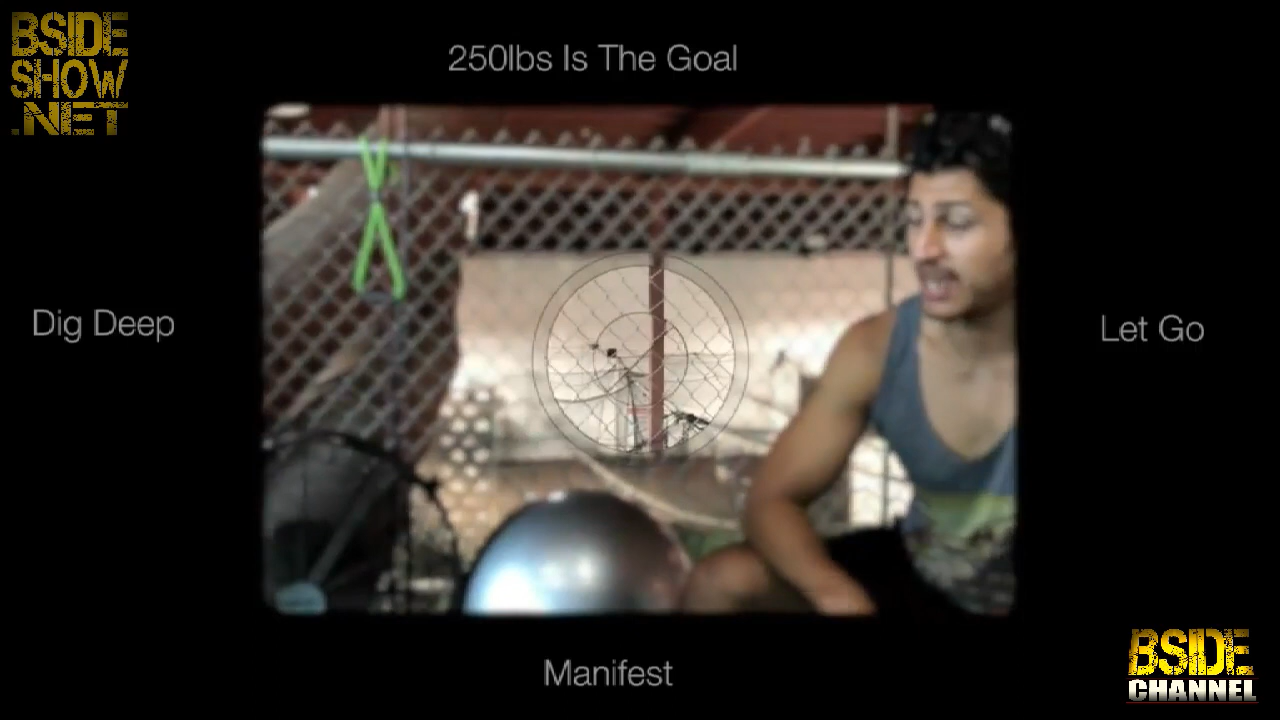 BSIDE
SHOW
.NET
250lbs Is The Goal
Dig Deep
Let Go
Manifest
BSIDE
CHANNEL